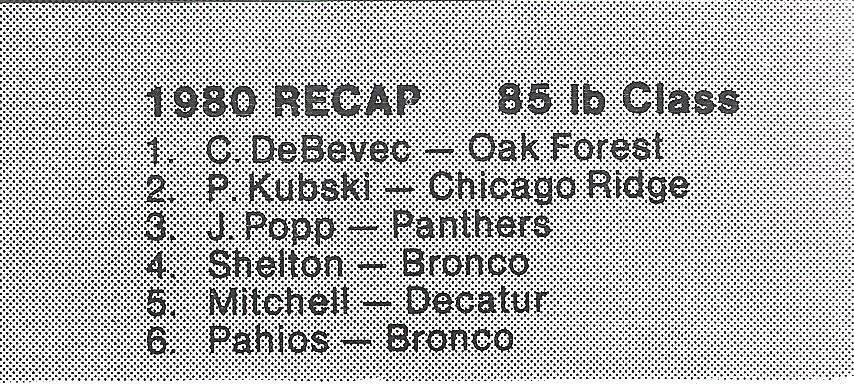 1980 RECAP 85 lb Class
1. C. DeBevec — Oak Forest
2. P. Kubski — Chicago Ridge
3. J. Popp — Panthers
4. Shelton — Bronco
5. Mitchell — Decatur
6. Pahios — Bronco